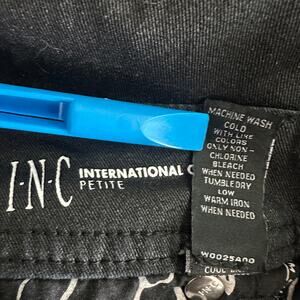 I·N·C INTERNATIONAL C
PETITE
MACHINE WASH
COLD
WITH LIKE
COLORS
ONLY NON-
CHLORINE
BLEACH
WHEN NEEDED
TUMBLE DRY
LOW
WARM IRON
WHEN NEEDED
W0025A00